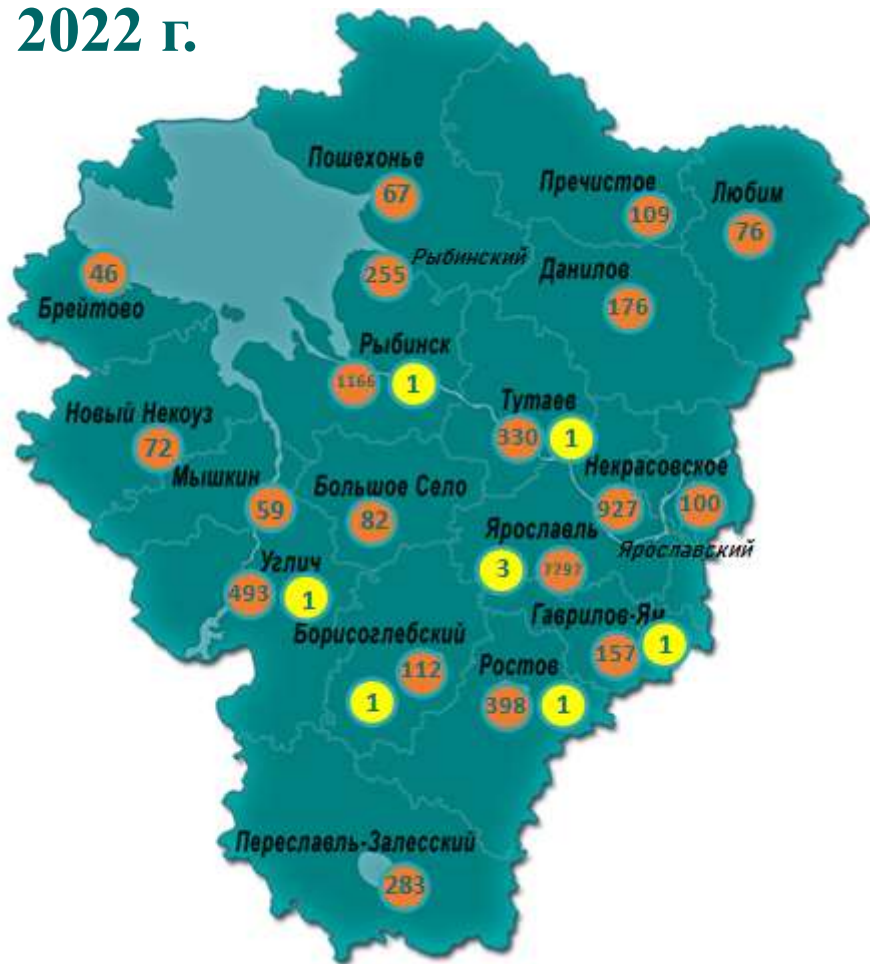 2022 г.
Пошехонье
67
Пречистое
109
Любим
76
Рыбинский
255
46
Брейтово
Данилов
176
Рыбинск
1166
1
Тутаев
330
1
Новый Некоуз
72
Мышкин
59
Большое Село
82
Некрасовское
927
100
Ярославский
Ярославль
3
7297
Углич
493
1
Гаврилов-Ям
157
1
Борисоглебский
112
1
Ростов
398
1
Переславль-Залесский
283